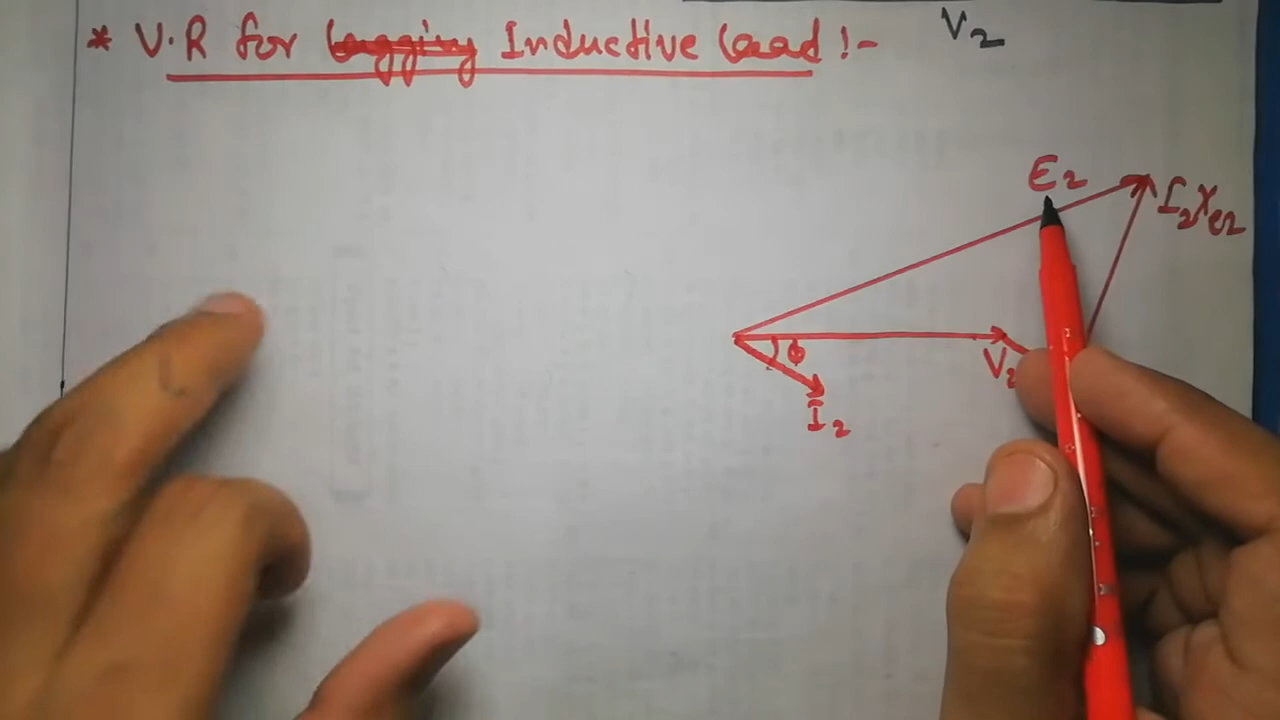 * V.R for Lagging Inductive Load :-
V2
E2
I2Xe2
ϕ
V2
I2